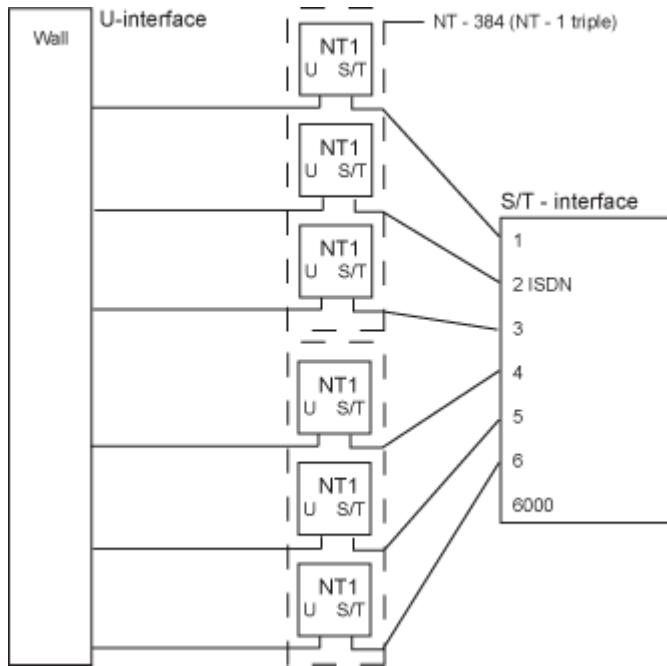 Wall
U-interface
NT - 384 (NT - 1 triple)
NT1
U S/T
NT1
U S/T
NT1
U S/T
NT1
U S/T
NT1
U S/T
NT1
U S/T
S/T - interface
1
2 ISDN
3
4
5
6
6000